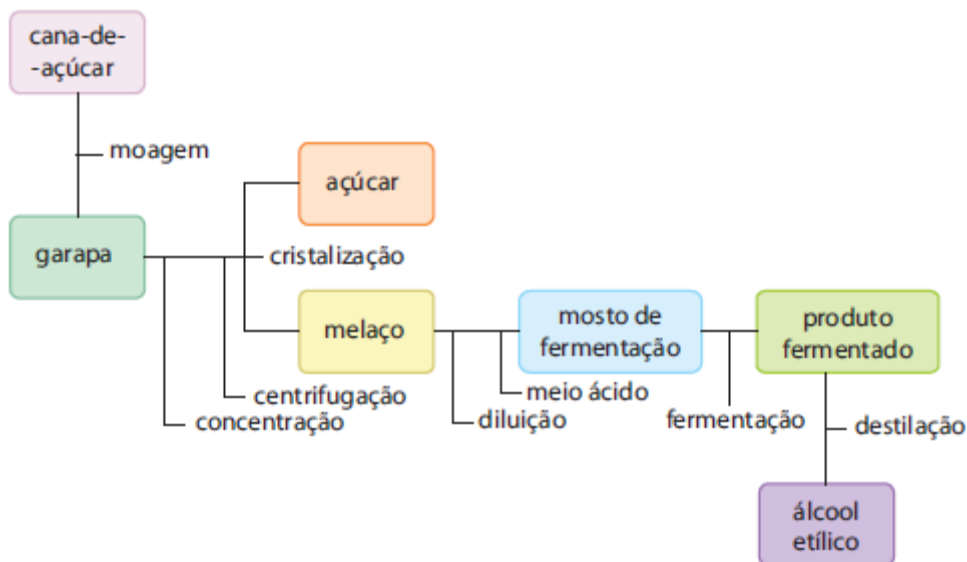 cana-de-
-açúcar
moagem
açúcar
garapa
cristalização
melaço
mosto de
fermentação
produto
fermentado
centrifugação
concentração
meio ácido
diluição
fermentação
destilação
álcool
etílico